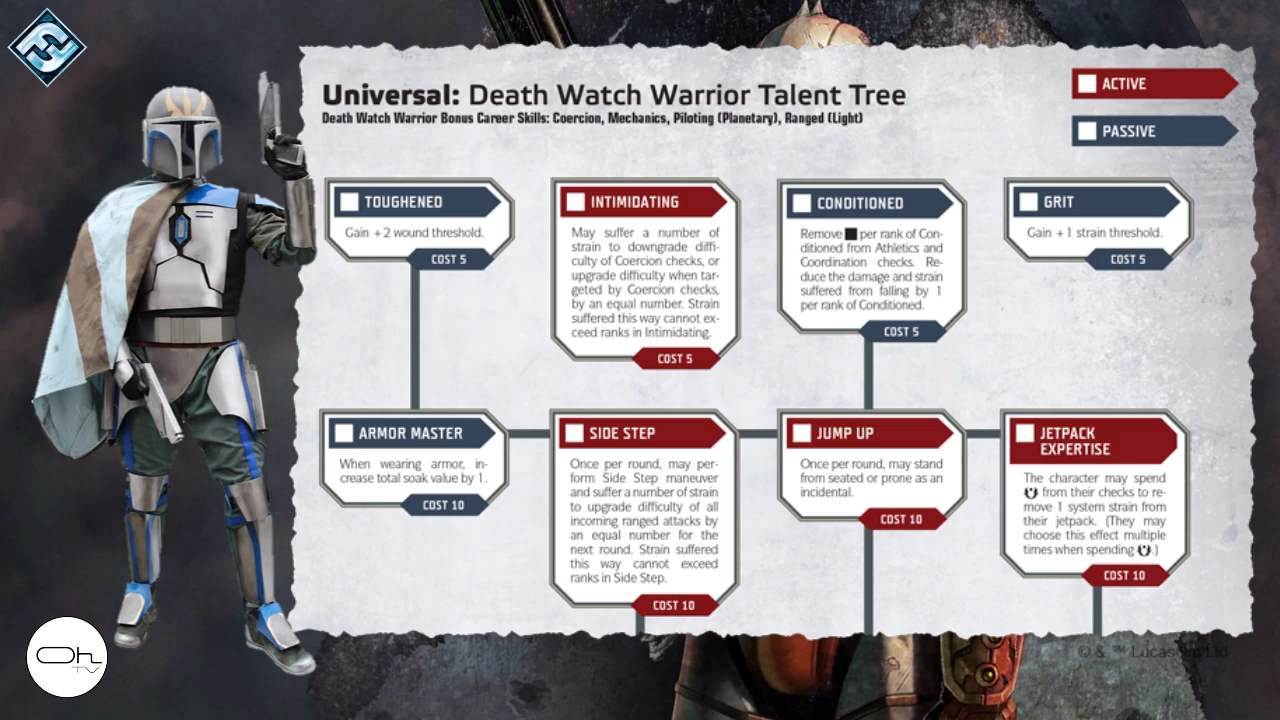 Universal: Death Watch Warrior Talent Tree
Death Watch Warrior Bonus Career Skills: Coercion, Mechanics, Piloting (Planetary), Ranged (Light)
ACTIVE
PASSIVE
TOUGHENED
Gain +2 wound threshold.
COST 5
INTIMIDATING
May suffer a number of
strain to downgrade diffi-
culty of Coercion checks, or
upgrade difficulty when tar-
geted by Coercion checks,
by an equal number. Strain
suffered this way cannot ex-
ceed ranks in Intimidating.
COST 5
CONDITIONED
Remove ■ per rank of Con-
ditioned from Athletics and
Coordination checks. Re-
duce the damage and strain
suffered from falling by 1
per rank of Conditioned.
COST 5
GRIT
Gain +1 strain threshold.
COST 5
ARMOR MASTER
When wearing armor, in-
crease total soak value by 1.
COST 10
SIDE STEP
Once per round, may per-
form Side Step maneuver
and suffer a number of strain
to upgrade difficulty of all
incoming ranged attacks by
an equal number for the
next round. Strain suffered
this way cannot exceed
ranks in Side Step.
COST 10
JUMP UP
Once per round, may stand
from seated or prone as an
incidental.
COST 10
JETPACK
EXPERTISE
The character may spend
from their checks to re-
move 1 system strain from
their jetpack. (They may
choose this effect multiple
times when spending .)
COST 10
Oh
TV
© & ™ Lucasfilm Ltd